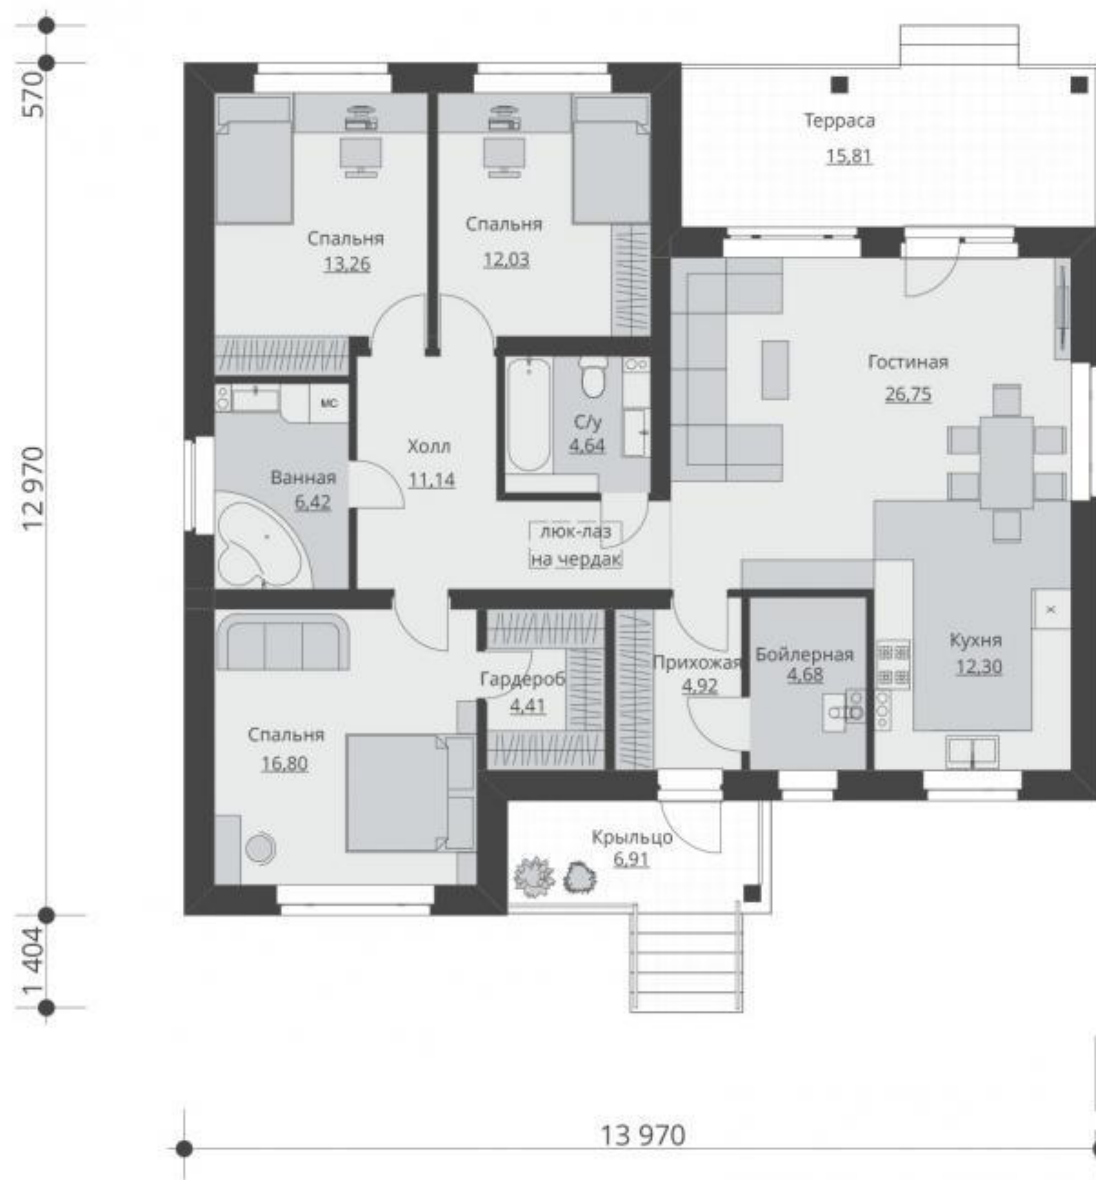 570
12 970
1 404
13 970
Терраса
15,81
Спальня
13,26
Спальня
12,03
Гостиная
26,75
С/у
4,64
МС
Холл
11,14
Ванная
6,42
люк-лаз
на чердак
Кухня
12,30
х
Прихожая
4,92
Бойлерная
4,68
Гардероб
4,41
Спальня
16,80
Крыльцо
6,91